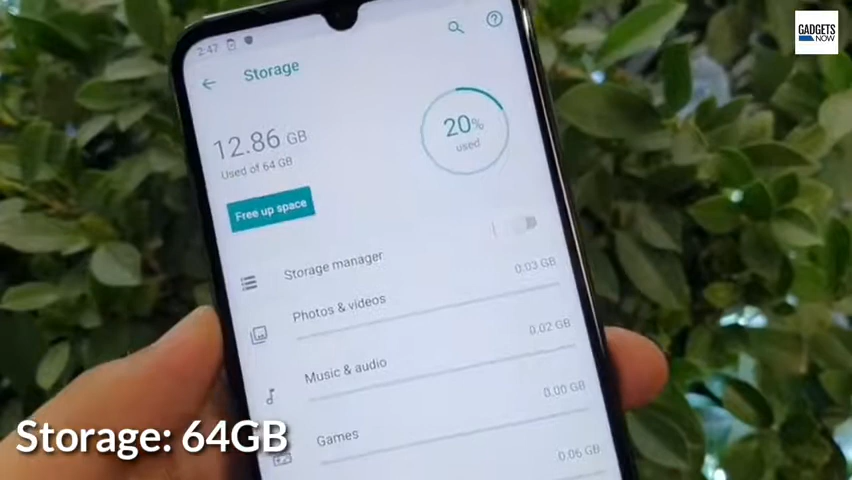 GADGETS
NOW
2:47
Storage
12.86 GB
Used of 64 GB
20%
used
Free up space
Storage manager
Photos & videos
0.03 GB
Music & audio
0.02 GB
Games
0.00 GB
0.06 GB
Storage: 64GB